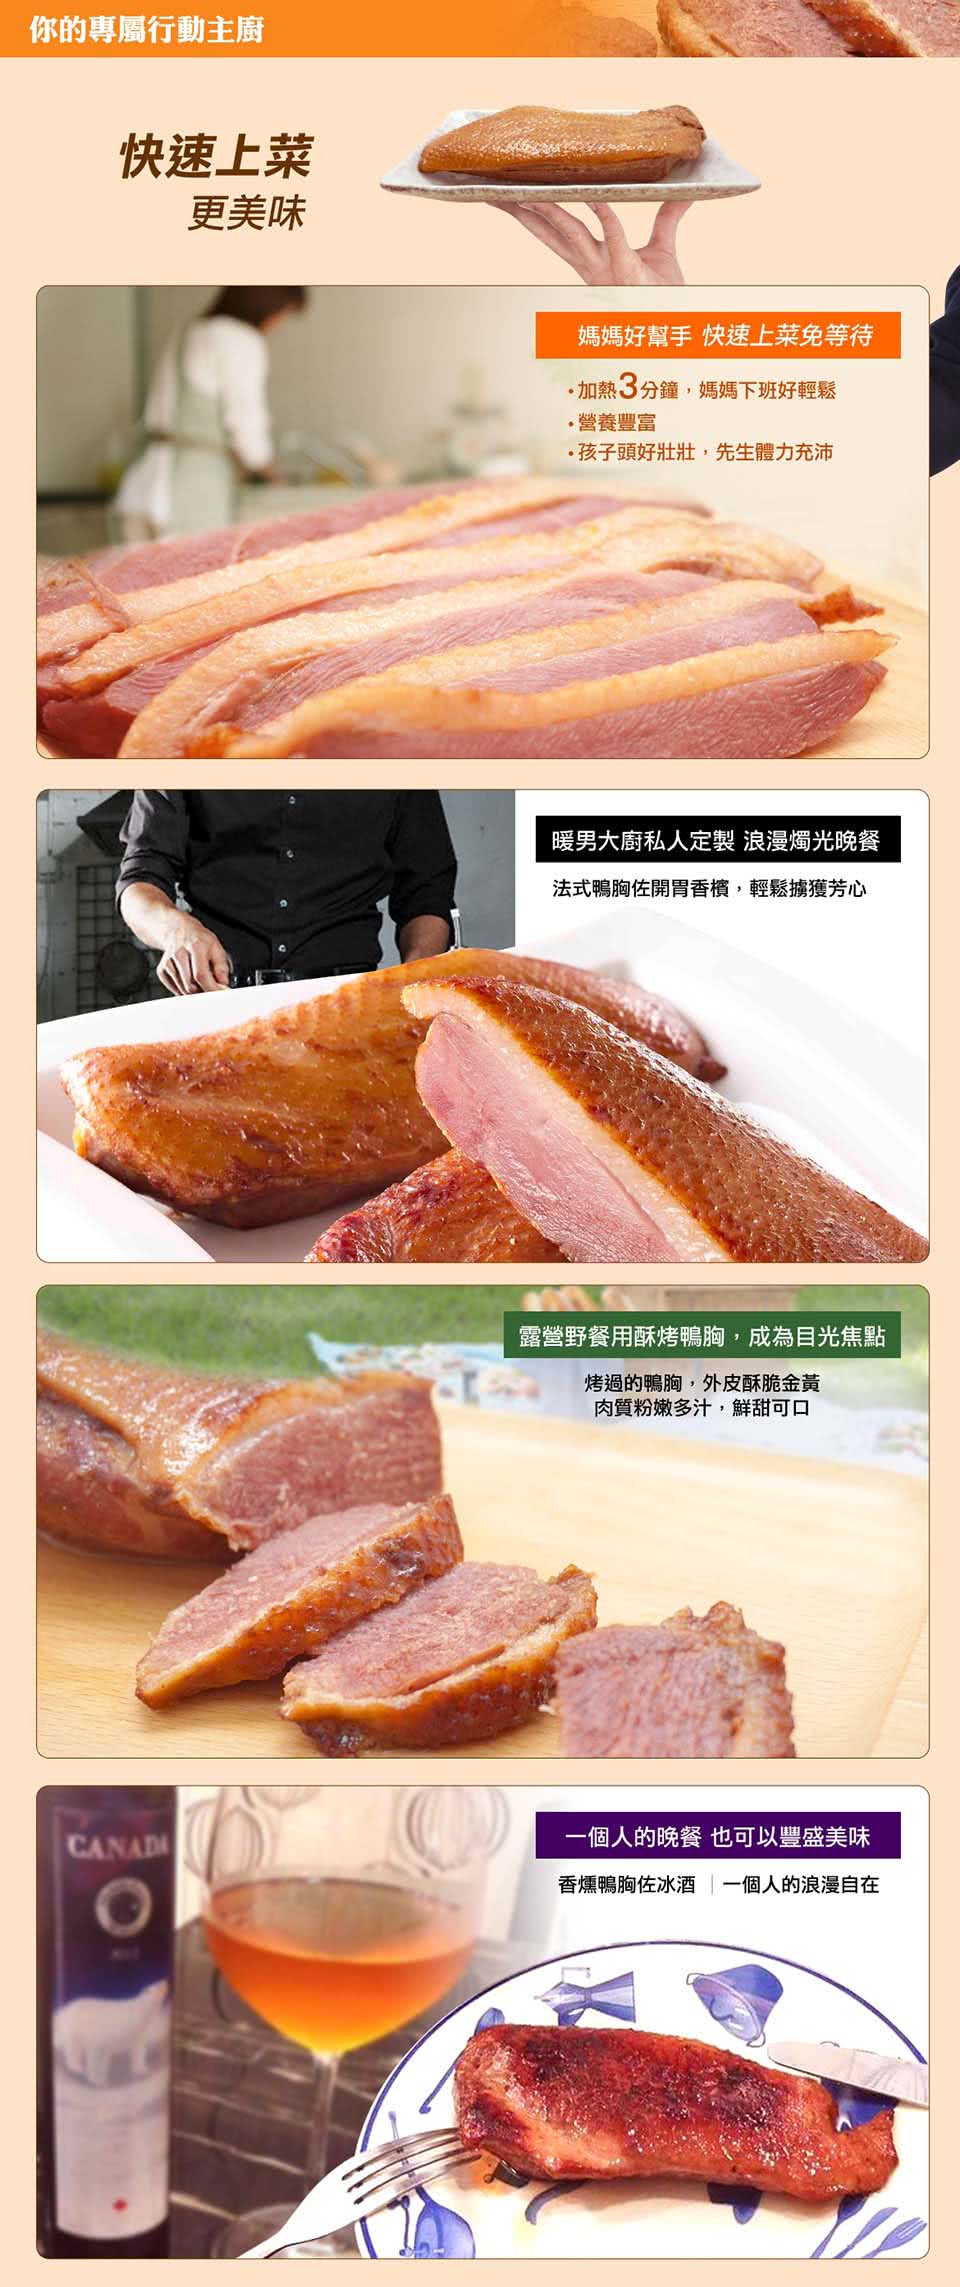 你的專屬行動主廚
快速上菜
更美味
媽媽好幫手 快速上菜免等待
•加熱3分鐘，媽媽下班好輕鬆
•營養豐富
•孩子頭好壯壯，先生體力充沛
暖男大廚私人定製 浪漫燭光晚餐
法式鴨胸佐開胃香檳，輕鬆擄獲芳心
露營野餐用酥烤鴨胸，成為目光焦點
烤過的鴨胸，外皮酥脆金黃
肉質粉嫩多汁，鮮甜可口
一個人的晚餐 也可以豐盛美味
香燻鴨胸佐冰酒｜一個人的浪漫自在
CANADA